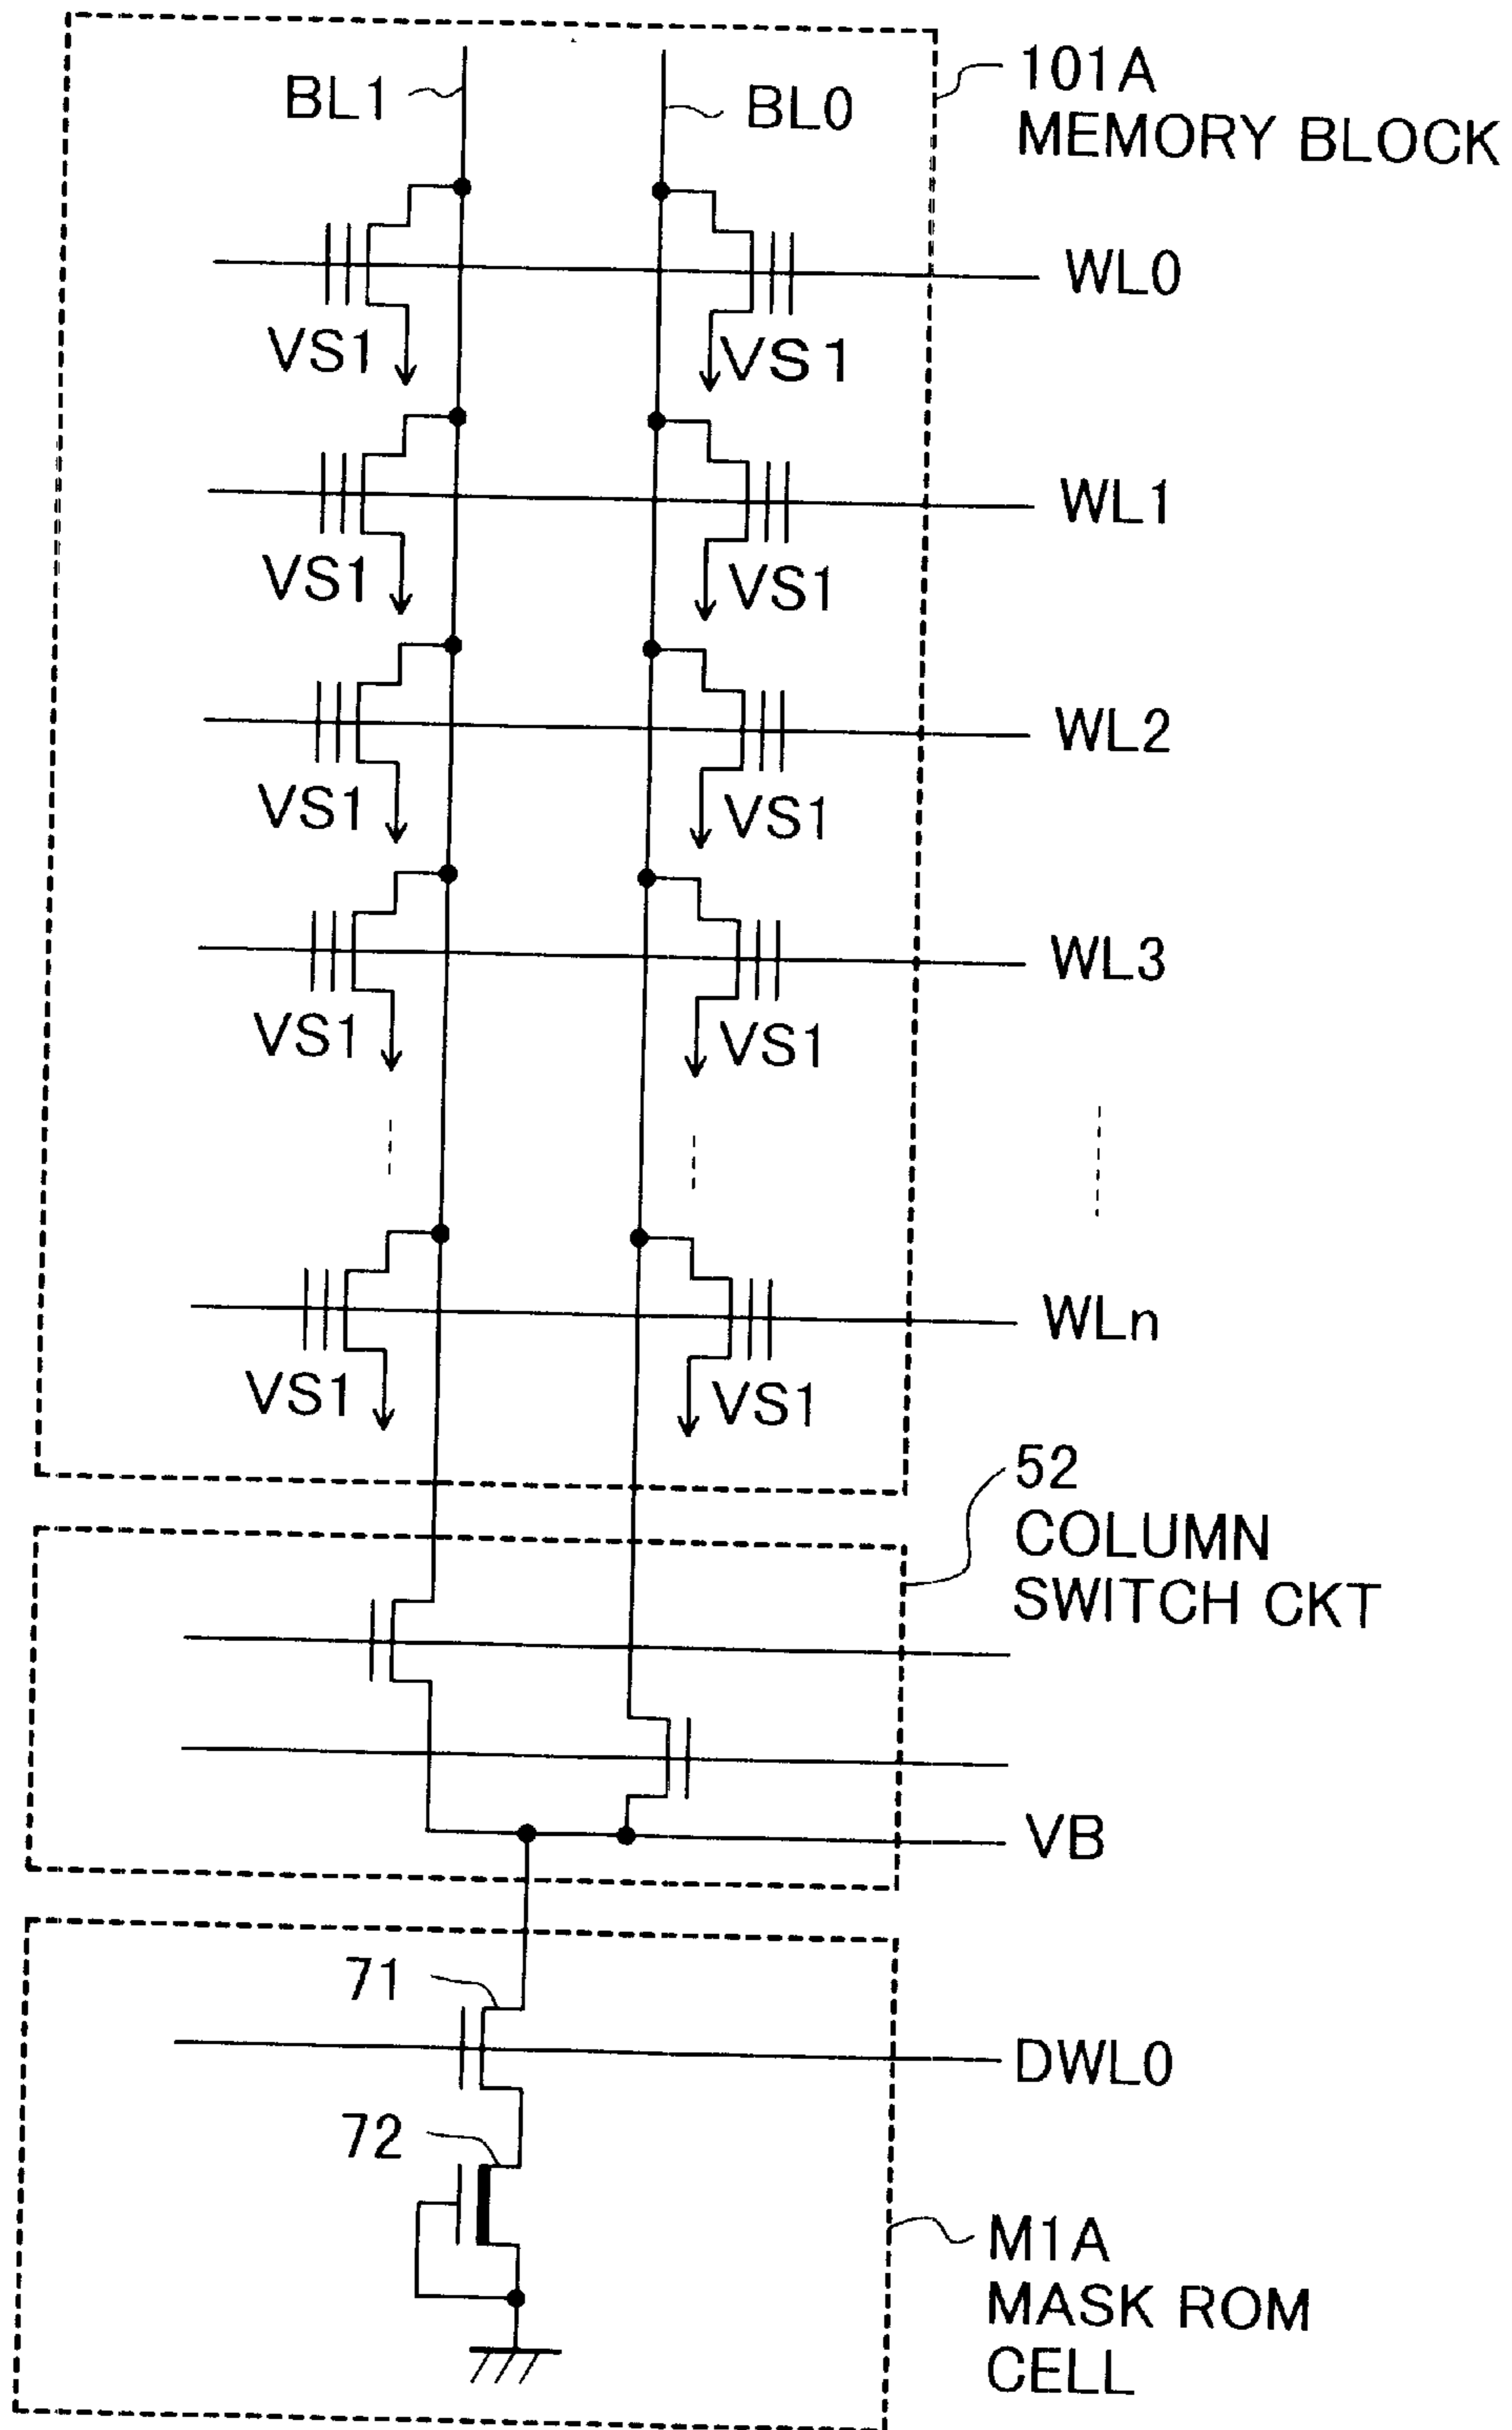 BL1
BL0
101A
MEMORY BLOCK
WL0
VS1
VS1
WL1
VS1
VS1
WL2
VS1
VS1
WL3
VS1
VS1
WLn
VS1
VS1
52
COLUMN
SWITCH CKT
VB
71
DWL0
72
M1A
MASK ROM
CELL